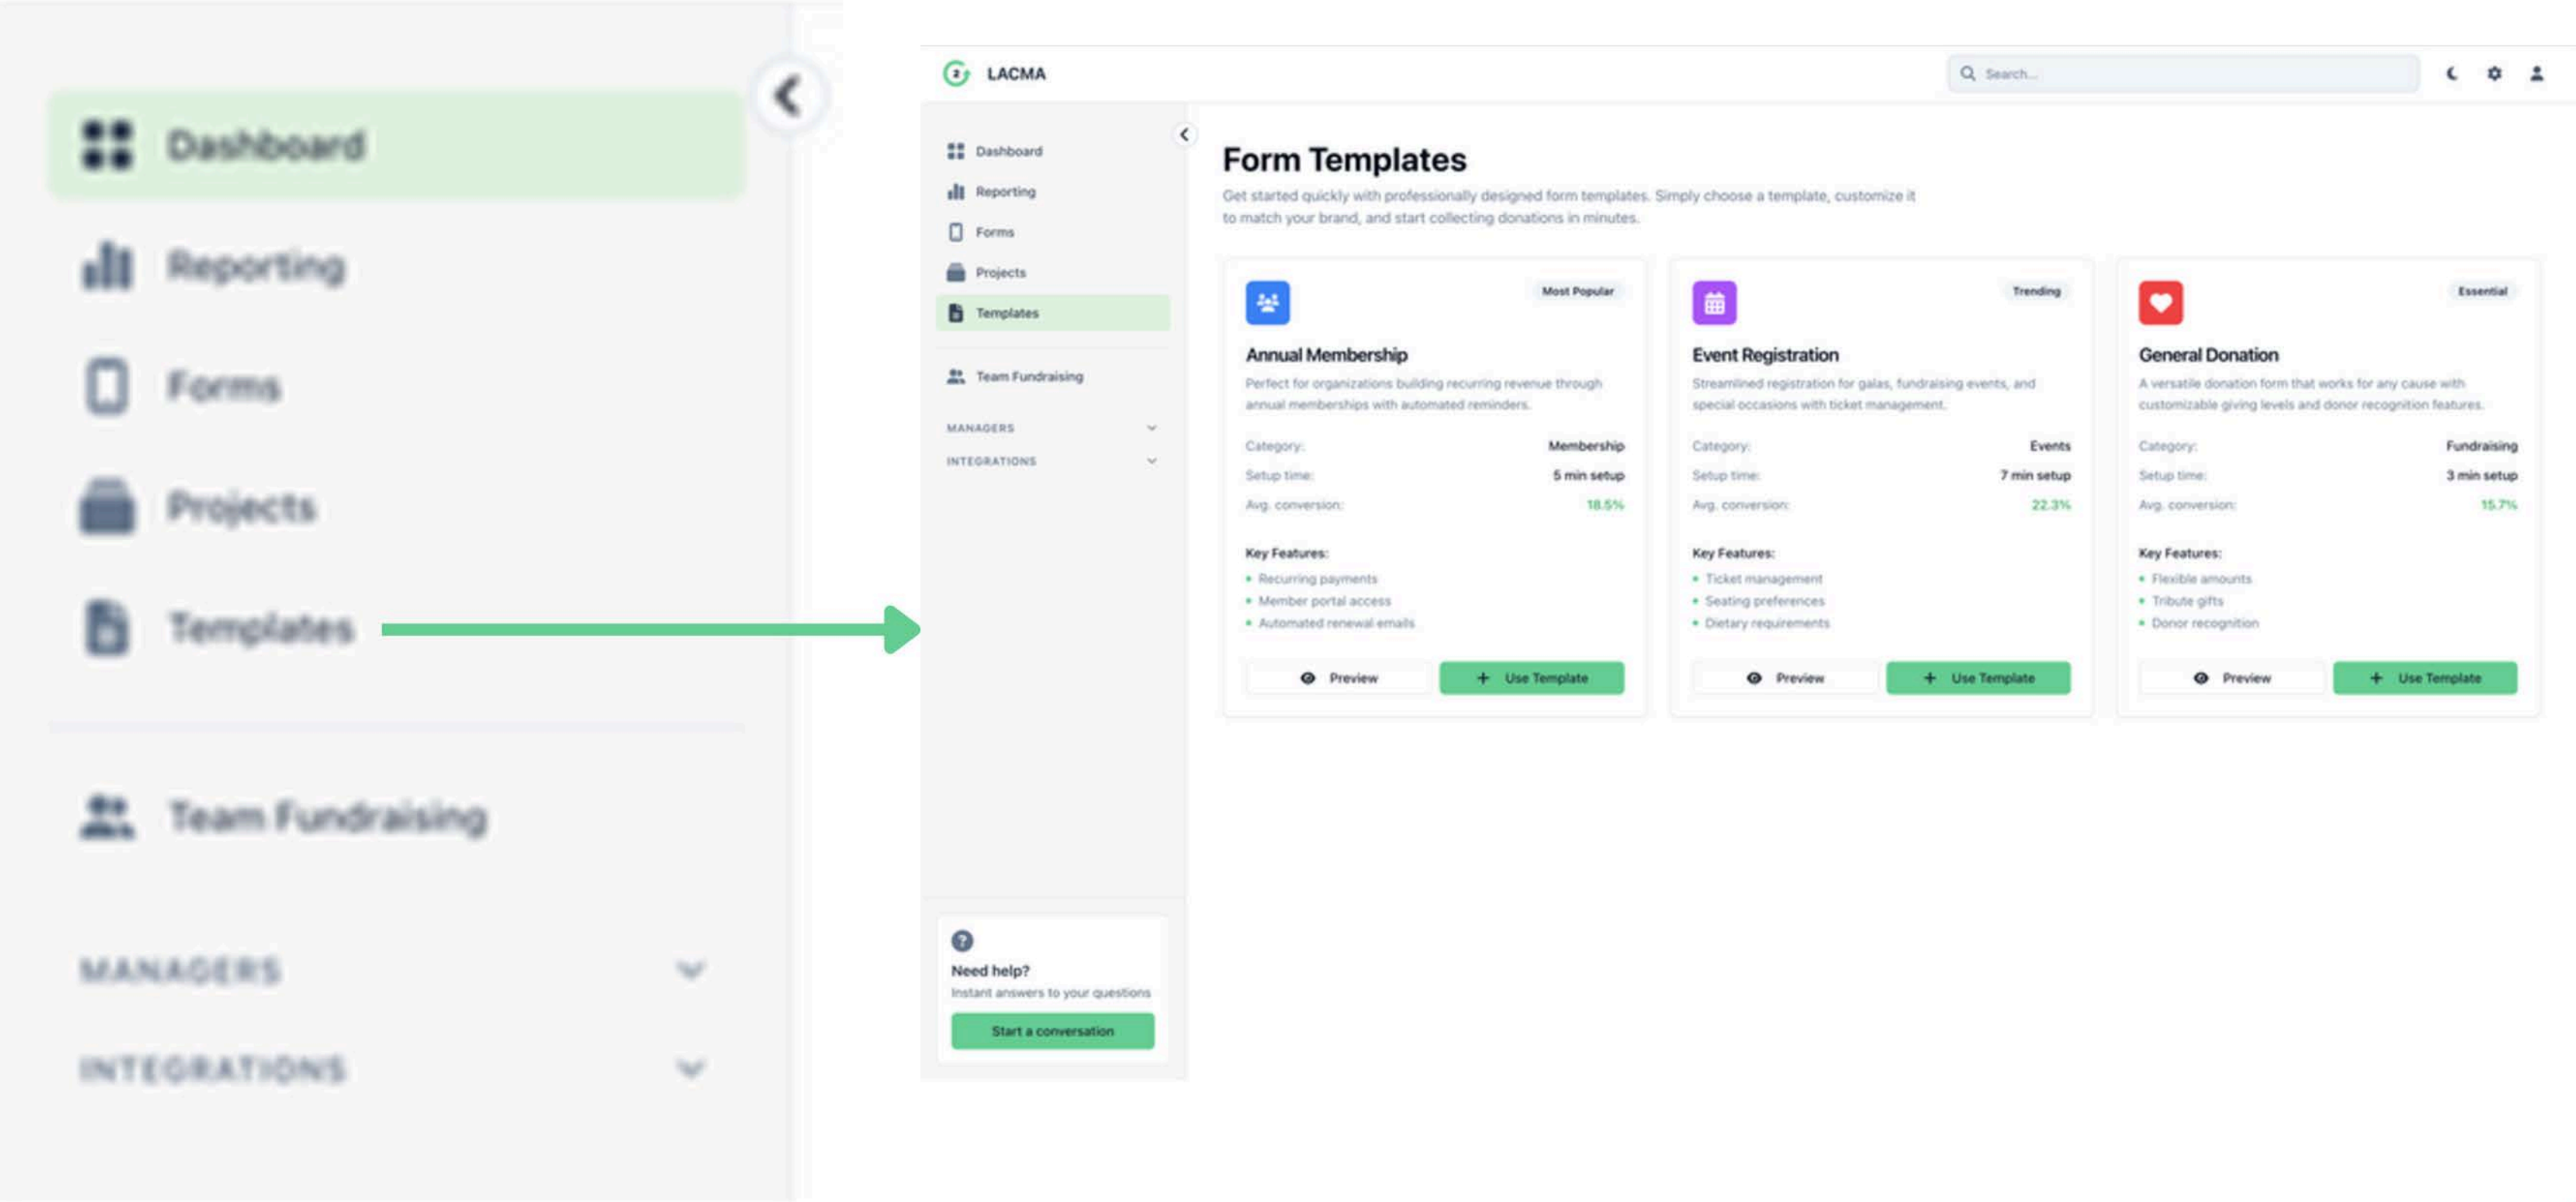 Dashboard
Reporting
Forms
Projects
Templates
Team Fundraising
MANAGERS
INTEGRATIONS
2
LACMA
Search...
Dashboard
Reporting
Forms
Projects
Templates
Team Fundraising
MANAGERS
INTEGRATIONS
?
Need help?
Instant answers to your questions
Start a conversation
Form Templates
Get started quickly with professionally designed form templates. Simply choose a template, customize it
to match your brand, and start collecting donations in minutes.
Most Popular
Annual Membership
Perfect for organizations building recurring revenue through
annual memberships with automated reminders.
Category: Membership
Setup time: 5 min setup
Avg. conversion: 18.5%
Key Features:
• Recurring payments
• Member portal access
• Automated renewal emails
Preview
+ Use Template
Trending
Event Registration
Streamlined registration for galas, fundraising events, and
special occasions with ticket management.
Category: Events
Setup time: 7 min setup
Avg. conversion: 22.3%
Key Features:
• Ticket management
• Seating preferences
• Dietary requirements
Preview
+ Use Template
Essential
General Donation
A versatile donation form that works for any cause with
customizable giving levels and donor recognition features.
Category: Fundraising
Setup time: 3 min setup
Avg. conversion: 15.7%
Key Features:
• Flexible amounts
• Tribute gifts
• Donor recognition
Preview
+ Use Template